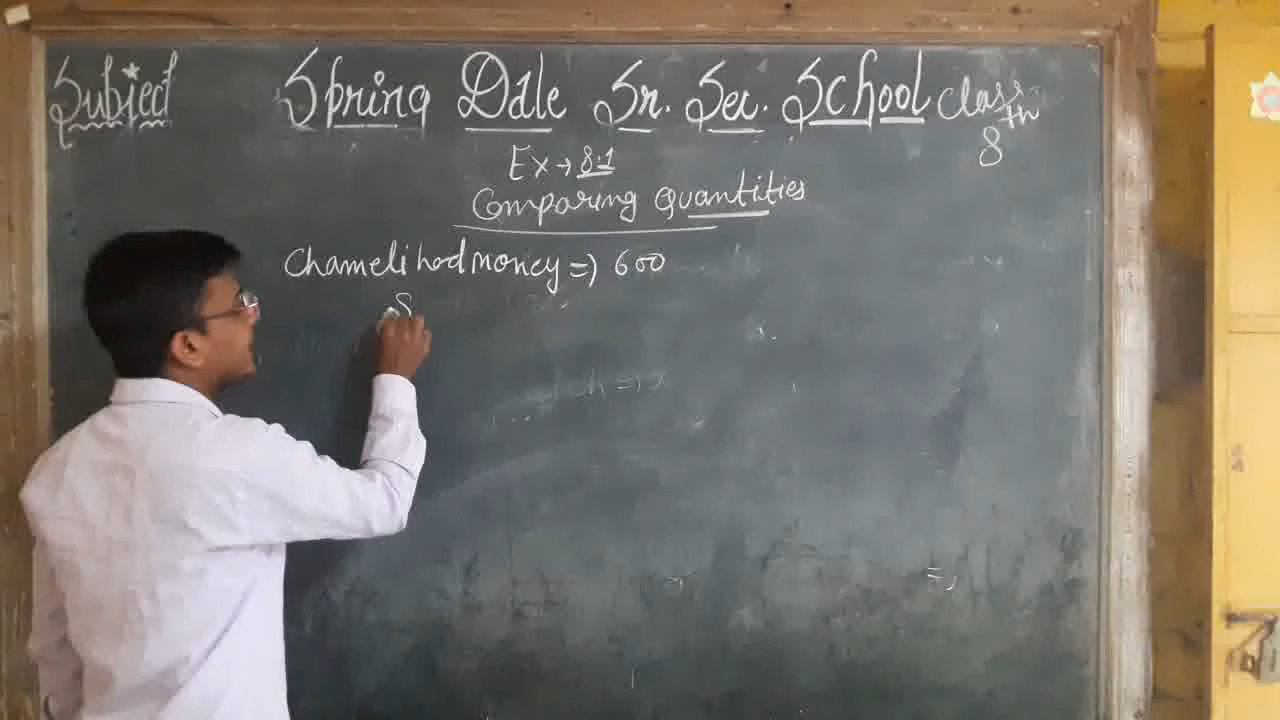 Subject Spring Dale Sr. Sec. School Class 8th
Ex → 8.1
Comparing Quantities
Chameli had money => 600
S